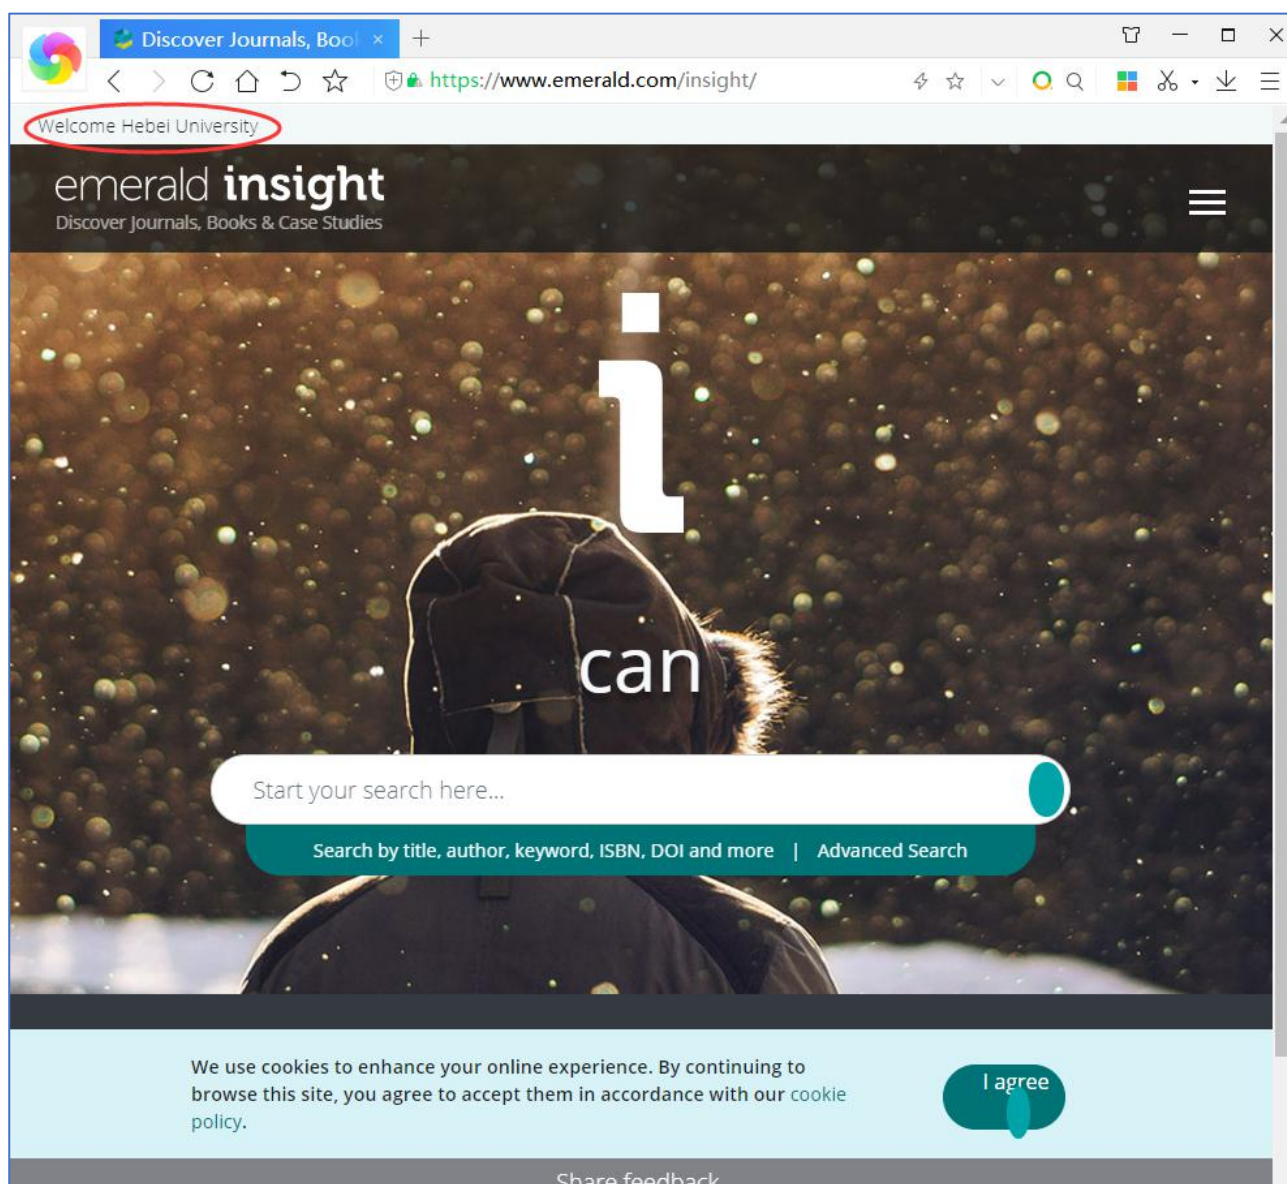 Discover Journals, Bool
https://www.emerald.com/insight/
Welcome Hebei University
emerald insight
Discover Journals, Books & Case Studies
i
can
Start your search here...
Search by title, author, keyword, ISBN, DOI and more | Advanced Search
We use cookies to enhance your online experience. By continuing to
browse this site, you agree to accept them in accordance with our cookie
policy.
I agree
Share feedback